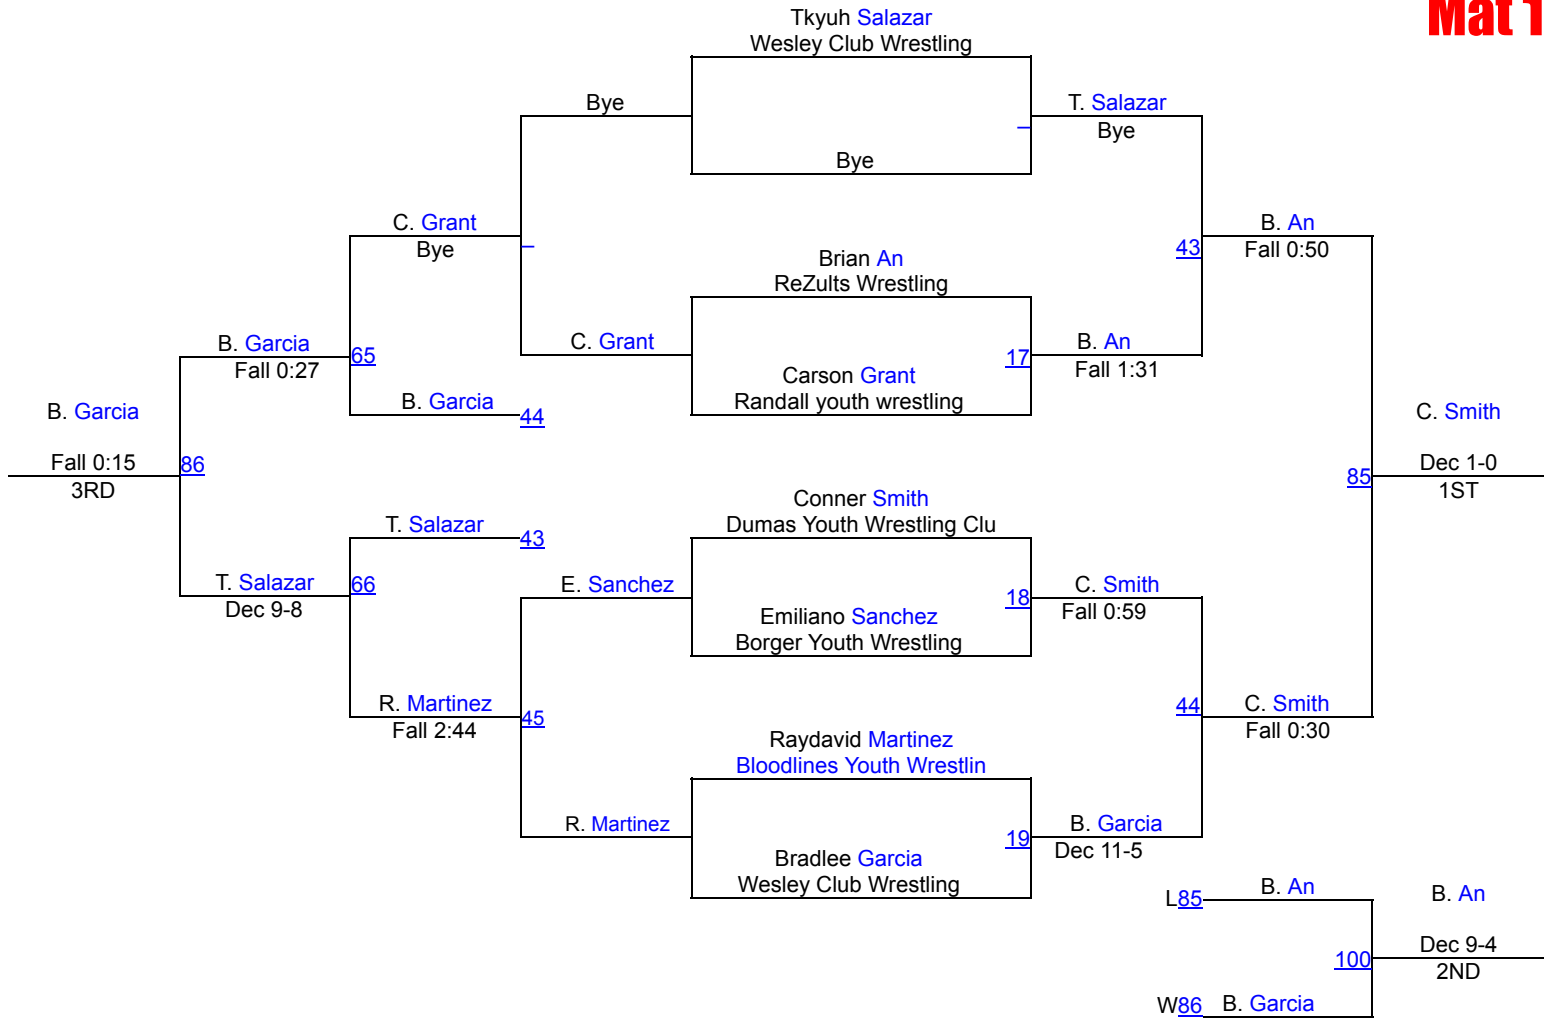 Mat 1
Tkyuh Salazar
Wesley Club Wrestling
Bye
T. Salazar
Bye
Bye
C. Grant
Bye
B. An
Fall 0:50
43
Brian An
ReZults Wrestling
B. Garcia
Fall 0:27
65
C. Grant
17
B. An
Fall 1:31
Carson Grant
Randall youth wrestling
B. Garcia
44
B. Garcia
Fall 0:15
3RD
86
C. Smith
Dec 1-0
1ST
85
Conner Smith
Dumas Youth Wrestling Clu
T. Salazar
43
T. Salazar
Dec 9-8
66
E. Sanchez
18
C. Smith
Fall 0:59
Emiliano Sanchez
Borger Youth Wrestling
R. Martinez
Fall 2:44
45
44
C. Smith
Fall 0:30
Raydavid Martinez
Bloodlines Youth Wrestlin
R. Martinez
19
B. Garcia
Dec 11-5
Bradlee Garcia
Wesley Club Wrestling
L85
B. An
B. An
Dec 9-4
2ND
100
W86
B. Garcia